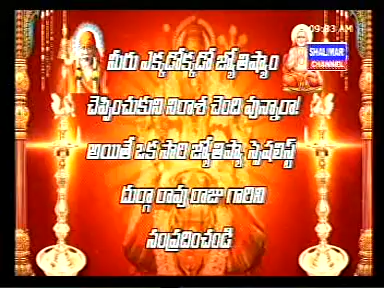 09:33 AM
SHALIMAR
CHANNEL
మీరు ఎక్కడోక్కడో జ్యోతిష్యాం
చెప్పించుకుని నిరాశ చెంది వున్నారా!
అయితే ఒక సారి జ్యోతిష్యా స్పెషలిస్ట్
దుర్గా రావు రాజు గారిని
సంప్రదించండి